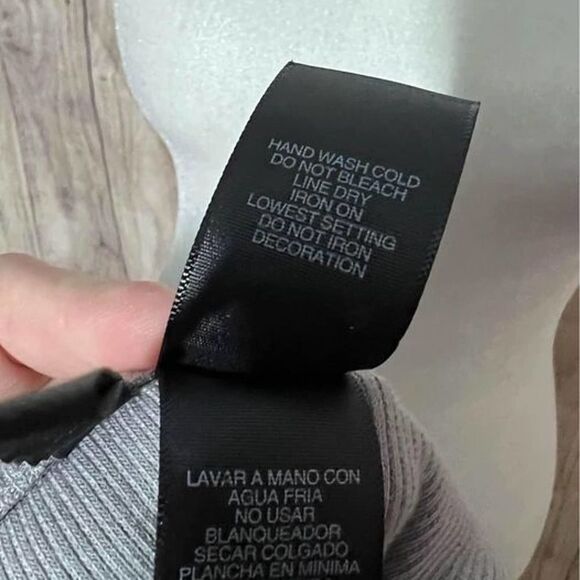 HAND WASH COLD
DO NOT BLEACH
LINE DRY
IRON ON
LOWEST SETTING
DO NOT IRON
DECORATION
LAVAR A MANO CON
AGUA FRIA
NO USAR
BLANQUEADOR
SECAR COLGADO
PLANCHA EN MINIMA